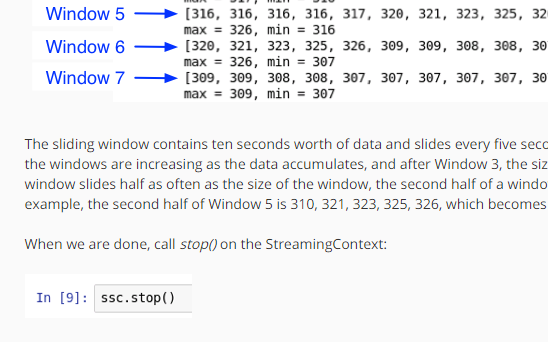 Window 5 [316, 316, 316, 316, 317, 320, 321, 323, 325, 32
max = 326, min = 316
Window 6 [320, 321, 323, 325, 326, 309, 309, 308, 308, 30
max = 326, min = 307
Window 7 [309, 309, 308, 308, 307, 307, 307, 307, 307, 30
max = 309, min = 307
The sliding window contains ten seconds worth of data and slides every five seco
the windows are increasing as the data accumulates, and after Window 3, the siz
window slides half as often as the size of the window, the second half of a windo
example, the second half of Window 5 is 310, 321, 323, 325, 326, which becomes
When we are done, call stop() on the StreamingContext:
In [9]: ssc.stop()